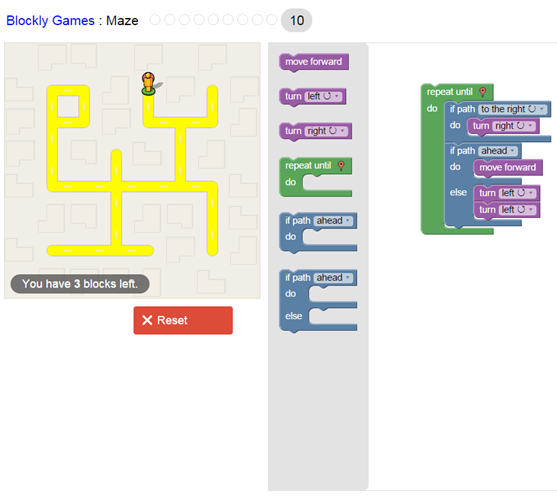 Blockly Games : Maze 10
You have 3 blocks left.
Reset
move forward
turn left ↺
turn right ↻
repeat until
do
if path ahead
do
if path ahead
do
else
repeat until
do
if path to the right ↻
do turn right ↻
if path ahead
do move forward
else turn left ↺
turn left ↺